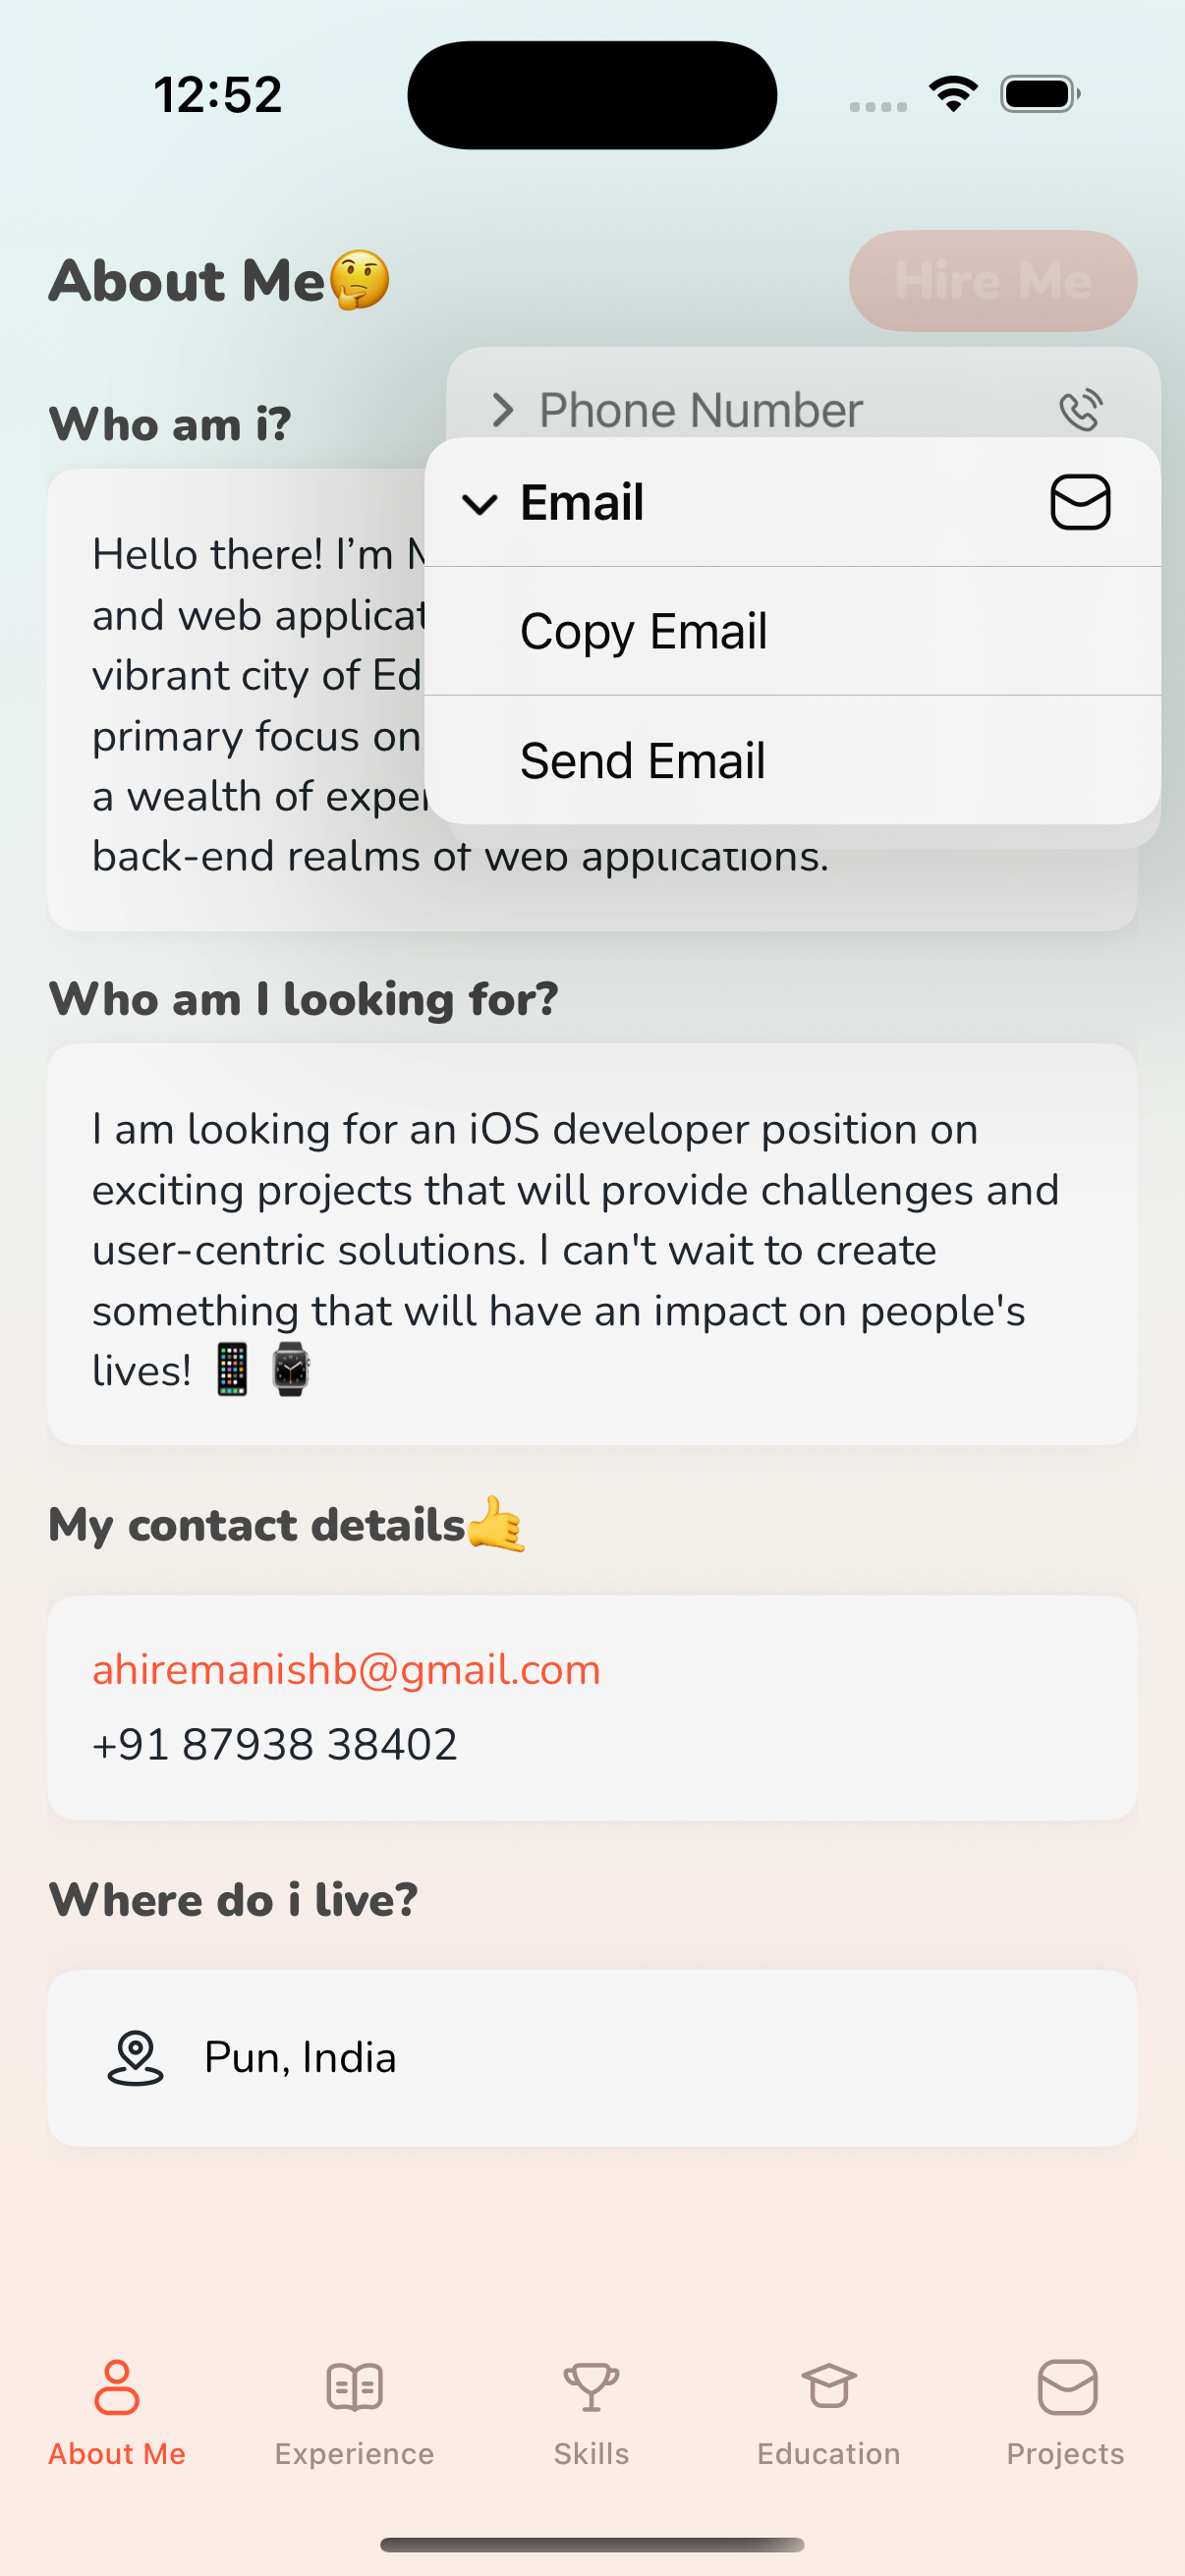 12:52
About Me🤔
Hire Me
Phone Number
Who am i?
Email
Hello there! I’m
and web
Copy Email
vibrant city of
primary focus on
Send Email
a wealth of
back-end realms of web applications.
Who am I looking for?
I am looking for an iOS developer position on
exciting projects that will provide challenges and
user-centric solutions. I can't wait to create
something that will have an impact on people's
lives! 📱 ⌚
My contact details🤙
ahiremanishb@gmail.com
+91 87938 38402
Where do i live?
Pun, India
About Me
Experience
Skills
Education
Projects